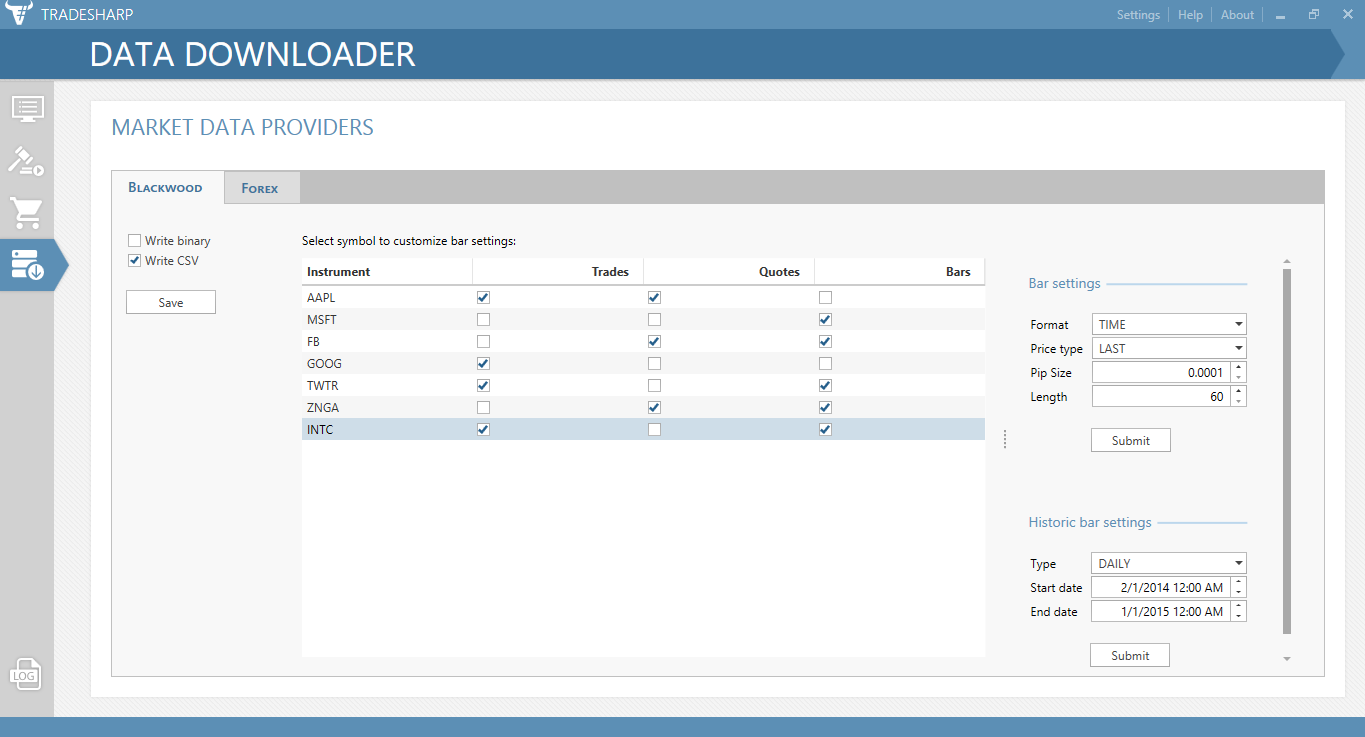 TRADESHARP
Settings Help About
DATA DOWNLOADER
MARKET DATA PROVIDERS
BLACKWOOD FOREX
Write binary
Write CSV
Save
Select symbol to customize bar settings:
Instrument Trades Quotes Bars
AAPL
MSFT
FB
GOOG
TWTR
ZNGA
INTC
Bar settings
Format TIME
Price type LAST
Pip Size 0.0001
Length 60
Submit
Historic bar settings
Type DAILY
Start date 2/1/2014 12:00 AM
End date 1/1/2015 12:00 AM
Submit
LOG